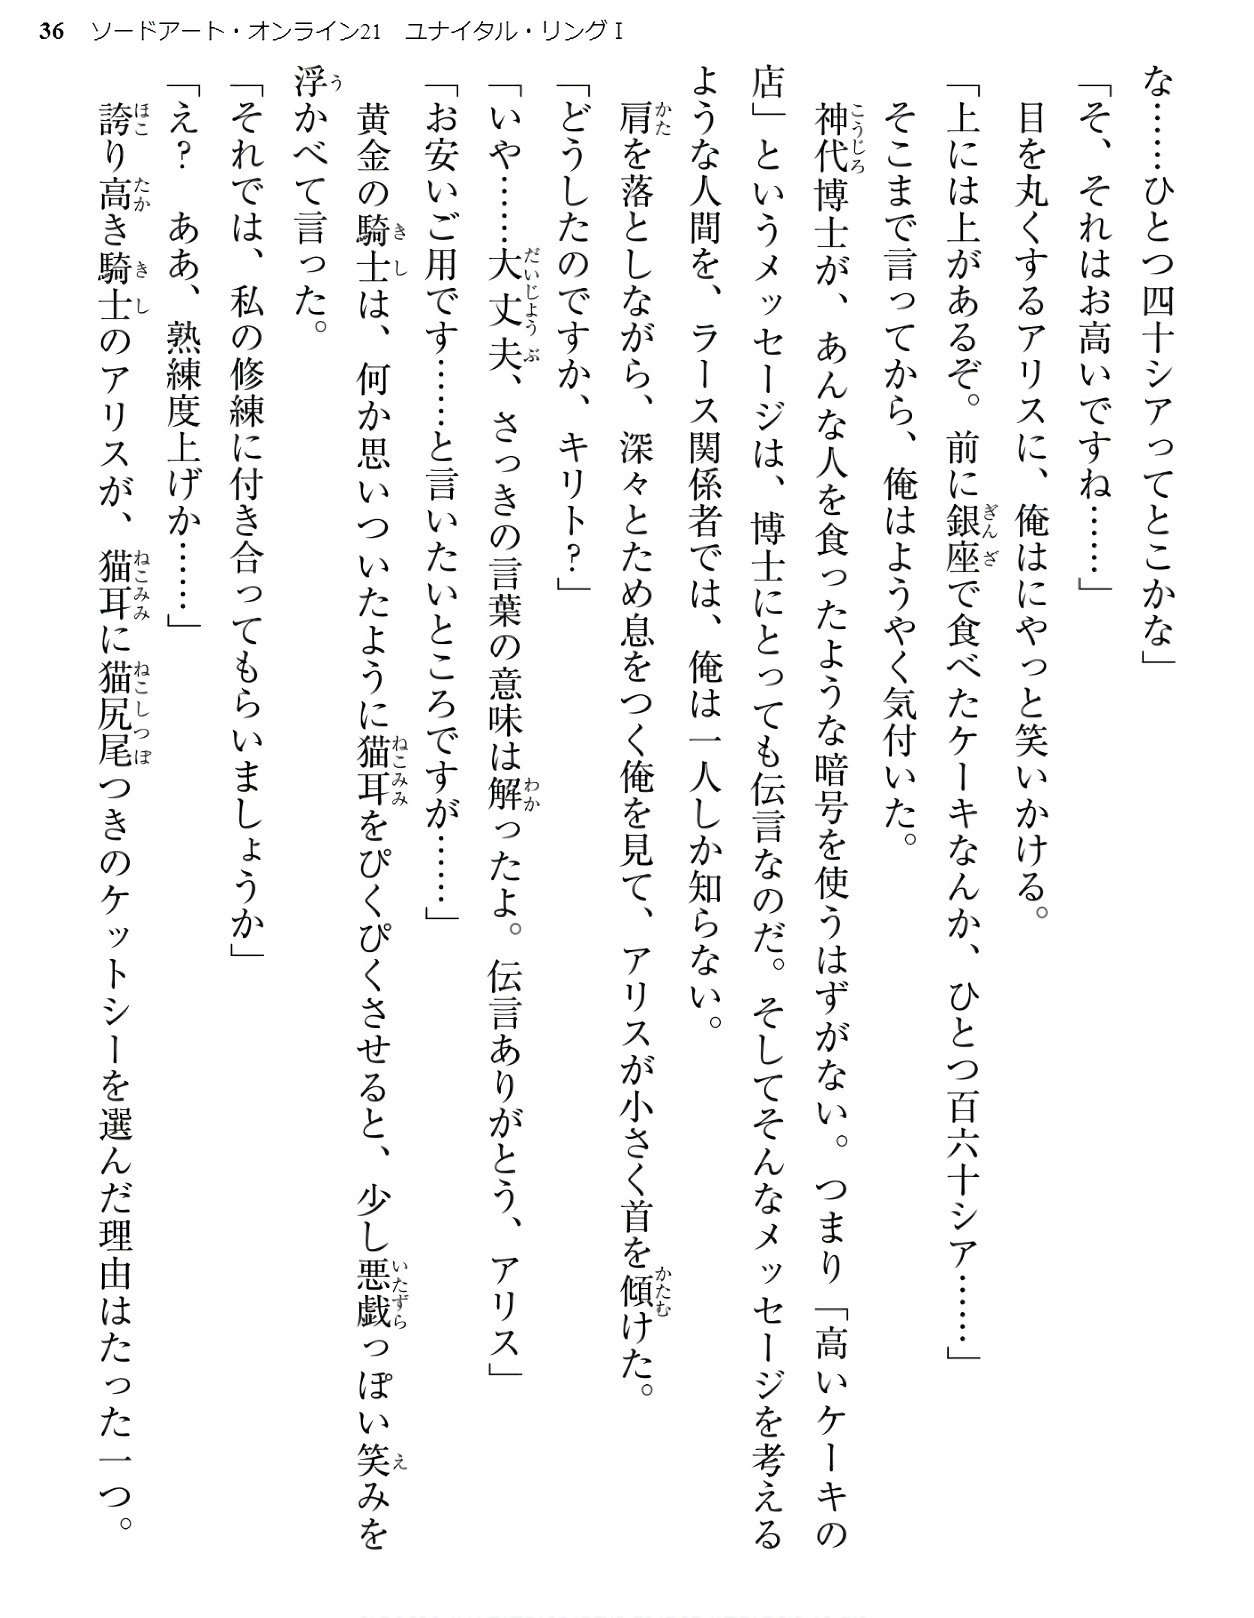 36 ソードアート・オンライン21 ユナイタル・リングⅠ
な……ひとつ四十シアってとこかな」
「そ、それはお高いですね……」
目を丸くするアリスに、俺はにやっと笑いかける。
「上には上があるぞ。前に銀座で食べたケーキなんか、ひとつ百六十シア……」
そこまで言ってから、俺はようやく気付いた。
神代博士が、あんな人を食ったような暗号を使うはずがない。つまり「高いケーキの
店」というメッセージは、博士にとっても伝言なのだ。そしてそんなメッセージを考える
ような人間を、ラース関係者では、俺は一人しか知らない。
肩を落としながら、深々とため息をつく俺を見て、アリスが小さく首を傾けた。
「どうしたのですか、キリト？」
「いや……大丈夫、さっきの言葉の意味は解ったよ。伝言ありがとう、アリス」
「お安いご用です……と言いたいところですが……」
黄金の騎士は、何か思いついたように猫耳をぴくぴくさせると、少し悪戯っぽい笑みを
浮かべて言った。
「それでは、私の修練に付き合ってもらいましょうか」
「え？　ああ、熟練度上げか……」
誇り高き騎士のアリスが、猫耳に猫尻尾つきのケットシーを選んだ理由はたった一つ。